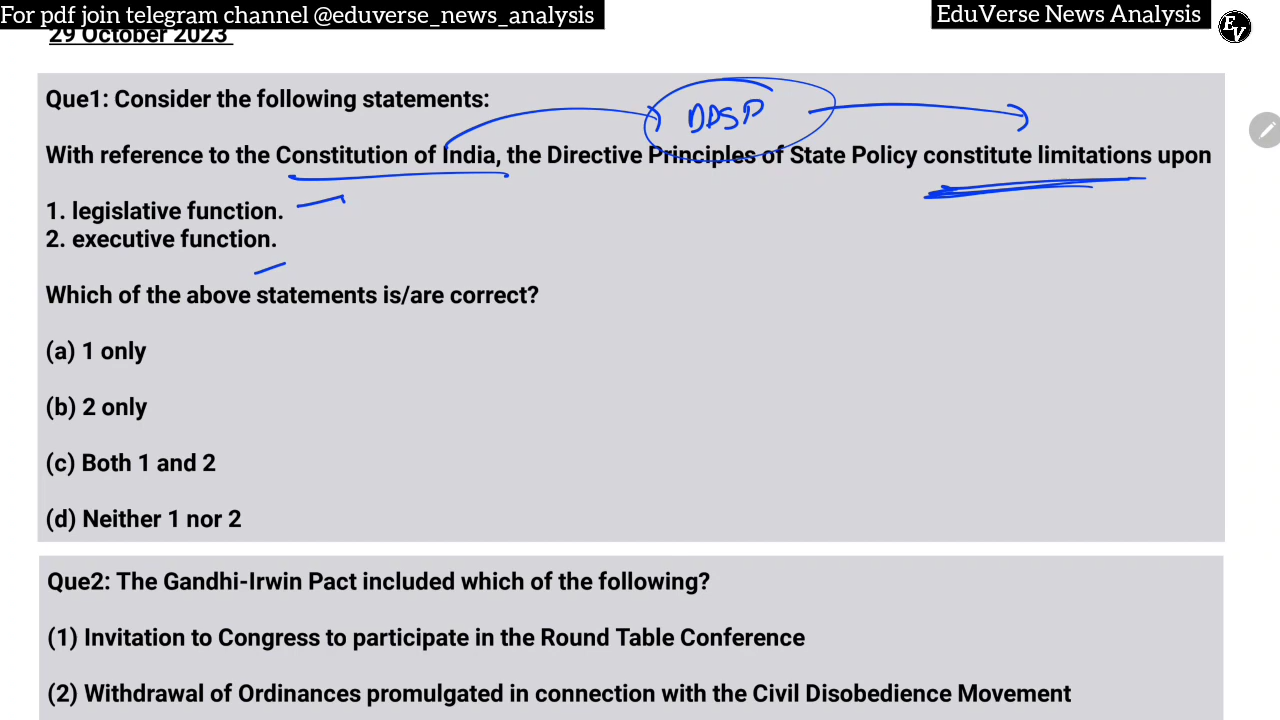 For pdf join telegram channel @eduverse_news_analysis
EduVerse News Analysis
EV
29 October 2023
Que1: Consider the following statements:
DPSP
With reference to the Constitution of India, the Directive Principles of State Policy constitute limitations upon
1. legislative function.
2. executive function.
Which of the above statements is/are correct?
(a) 1 only
(b) 2 only
(c) Both 1 and 2
(d) Neither 1 nor 2
Que2: The Gandhi-Irwin Pact included which of the following?
(1) Invitation to Congress to participate in the Round Table Conference
(2) Withdrawal of Ordinances promulgated in connection with the Civil Disobedience Movement